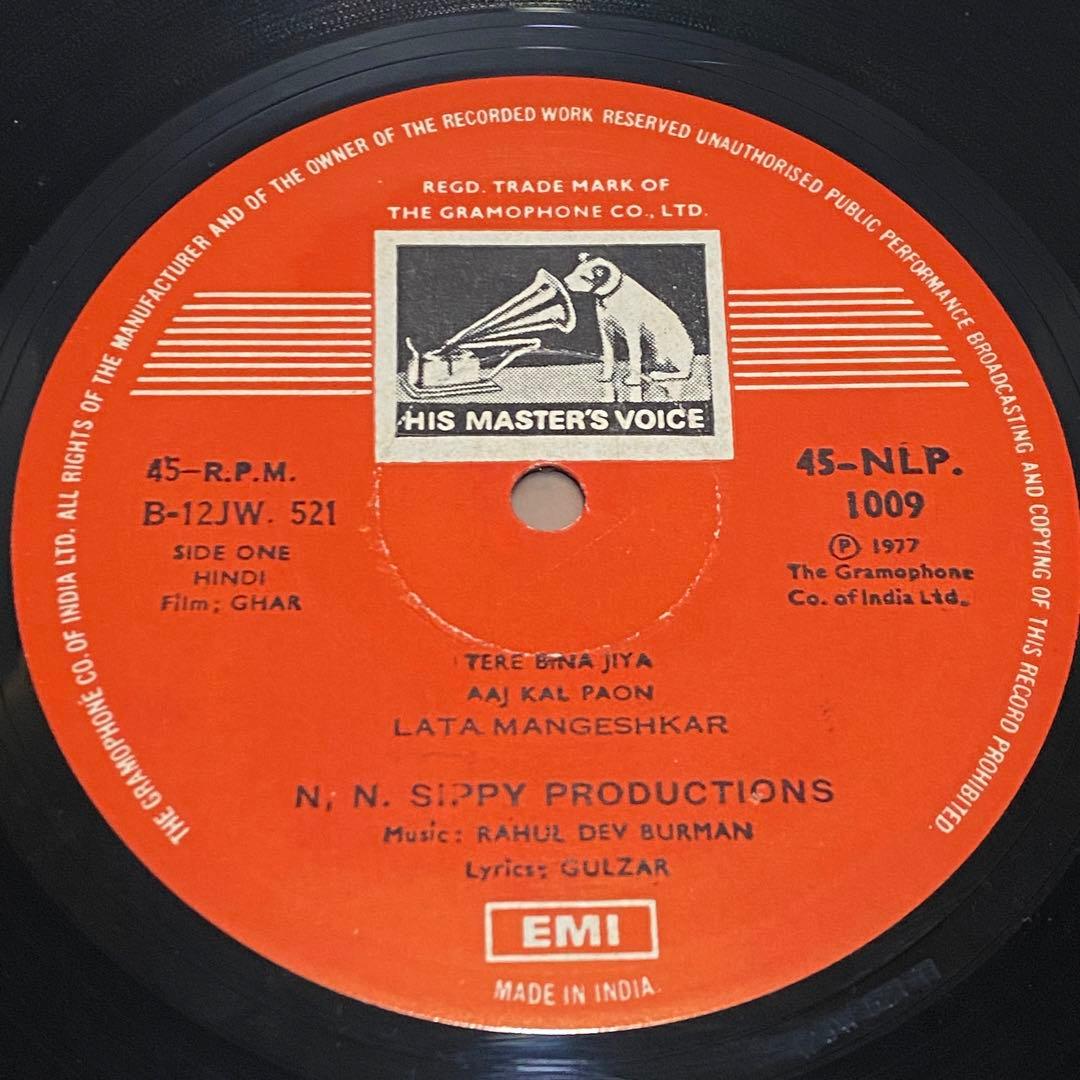 THE GRAMOPHONE CO. OF INDIA LTD. ALL RIGHTS OF THE MANUFACTURER AND OF THE OWNER OF THE RECORDED WORK RESERVED UNAUTHORISED PUBLIC PERFORMANCE BROADCASTING AND COPYING OF THIS RECORD PROHIBITED.
REGD. TRADE MARK OF
THE GRAMOPHONE CO., LTD.
HIS MASTER'S VOICE
45-R.P.M.
B-12JW. 521
SIDE ONE
HINDI
Film; GHAR
45-NLP.
1009
Ⓟ 1977
The Gramophone
Co. of India Ltd.
TERE BINA JIYA
AAJ KAL PAON
LATA MANGESHKAR
N, N. SIPPY PRODUCTIONS
Music: RAHUL DEV BURMAN
Lyrics; GULZAR
EMI
MADE IN INDIA.